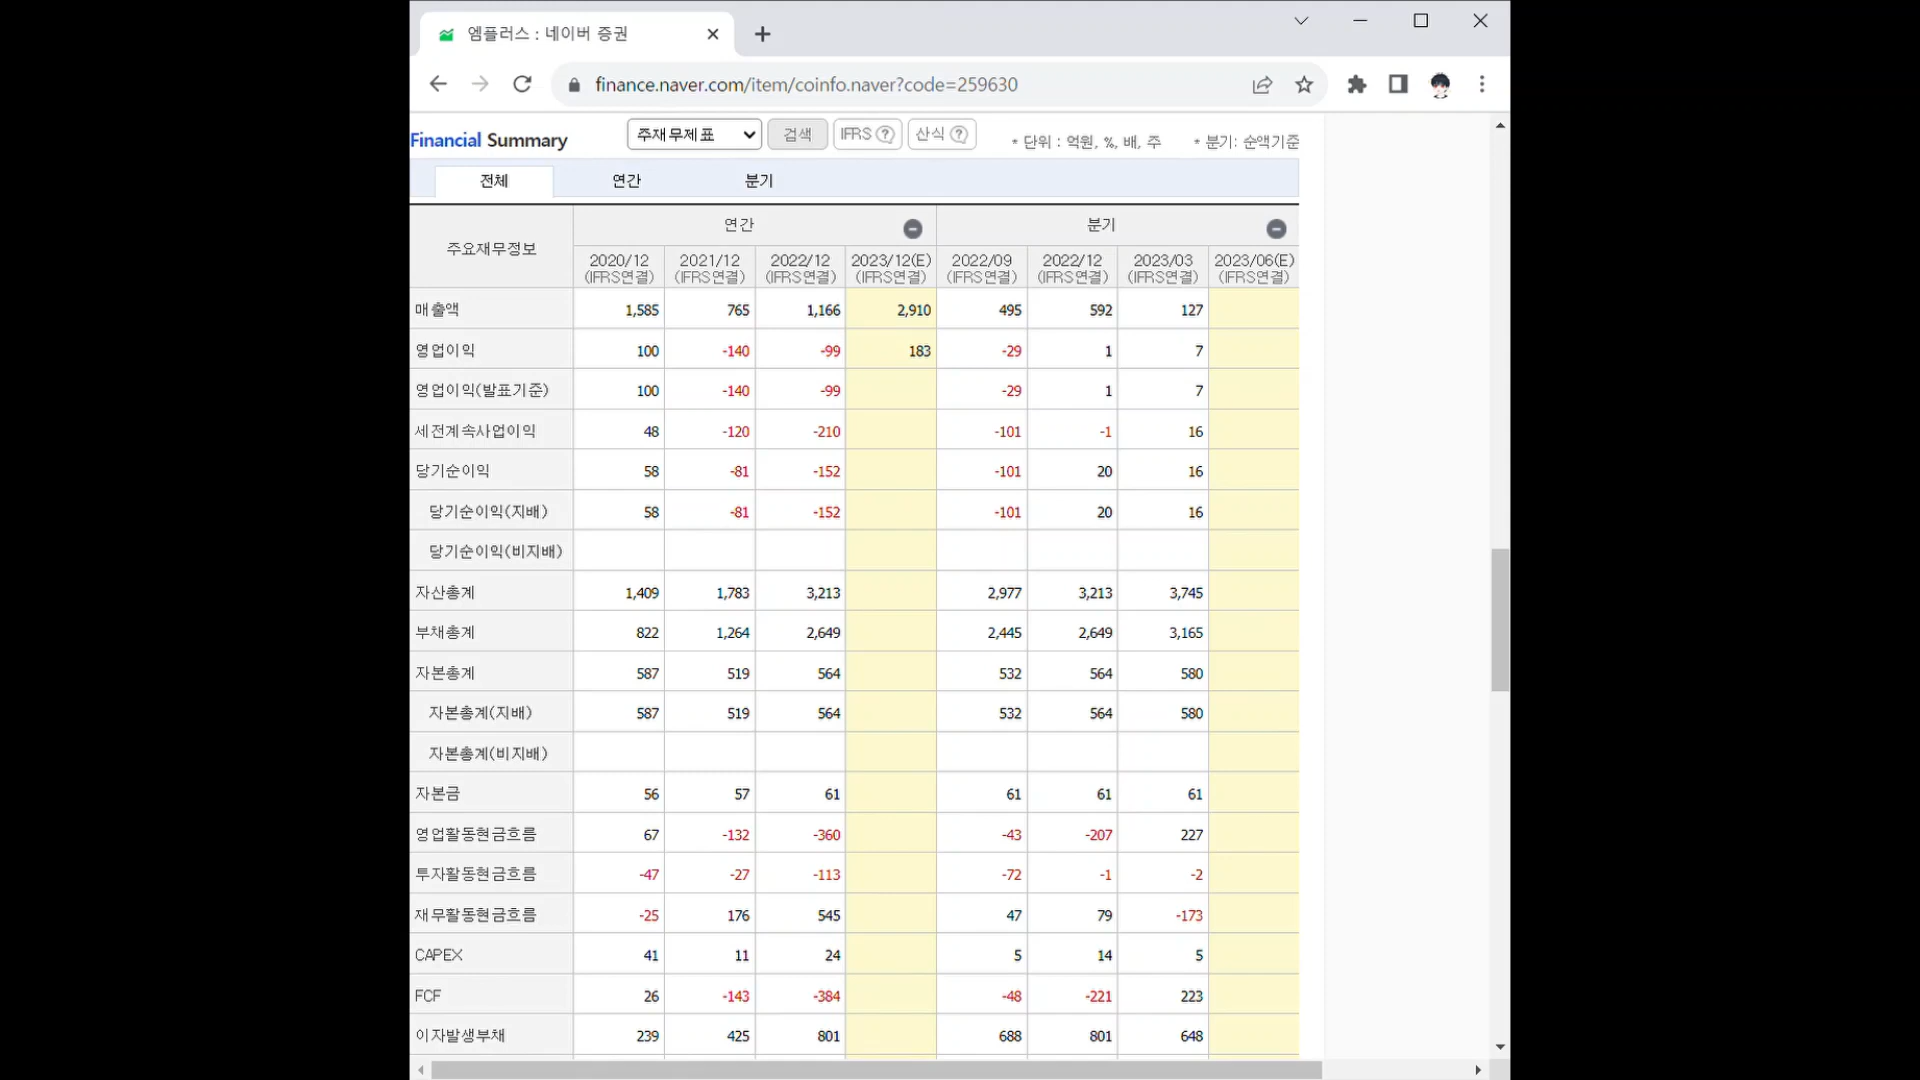 엠플러스 : 네이버 증권
finance.naver.com/item/coinfo.naver?code=259630
Financial Summary 주재무제표 검색 IFRS ? 산식 ? * 단위 : 억원, %, 배, 주 * 분기: 순액기준
전체 연간 분기
주요재무정보 연간 분기
2020/12 2021/12 2022/12 2023/12(E) 2022/09 2022/12 2023/03 2023/06(E)
(IFRS연결) (IFRS연결) (IFRS연결) (IFRS연결) (IFRS연결) (IFRS연결) (IFRS연결) (IFRS연결)
매출액 1,585 765 1,166 2,910 495 592 127
영업이익 100 -140 -99 183 -29 1 7
영업이익(발표기준) 100 -140 -99 -29 1 7
세전계속사업이익 48 -120 -210 -101 -1 16
당기순이익 58 -81 -152 -101 20 16
당기순이익(지배) 58 -81 -152 -101 20 16
당기순이익(비지배)
자산총계 1,409 1,783 3,213 2,977 3,213 3,745
부채총계 822 1,264 2,649 2,445 2,649 3,165
자본총계 587 519 564 532 564 580
자본총계(지배) 587 519 564 532 564 580
자본총계(비지배)
자본금 56 57 61 61 61 61
영업활동현금흐름 67 -132 -360 -43 -207 227
투자활동현금흐름 -47 -27 -113 -72 -1 -2
재무활동현금흐름 -25 176 545 47 79 -173
CAPEX 41 11 24 5 14 5
FCF 26 -143 -384 -48 -221 223
이자발생부채 239 425 801 688 801 648